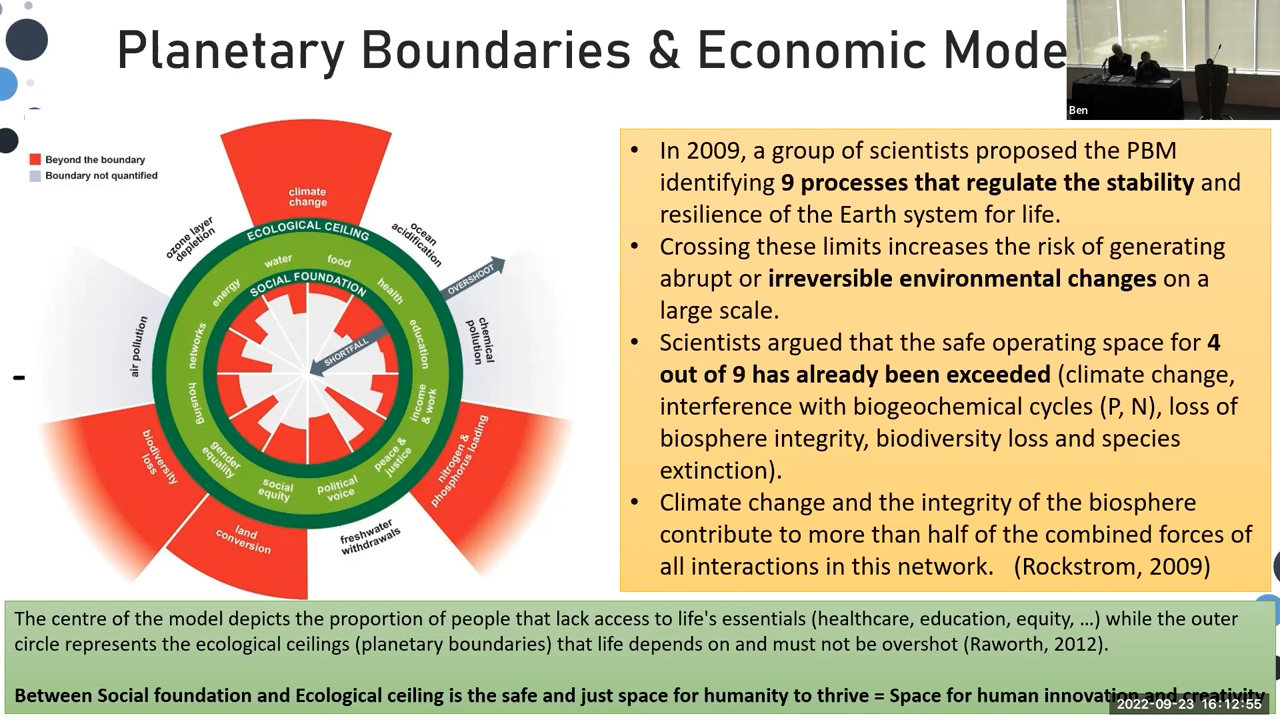 Planetary Boundaries & Economic Mode
Ben
Beyond the boundary
Boundary not quantified
climate
change
ozone layer
depletion
ocean
acidification
ECOLOGICAL CEILING
water
food
energy
health
SOCIAL FOUNDATION
OVERSHOOT
networks
education
air pollution
chemical
pollution
SHORTFALL
housing
income
& work
gender
equality
peace &
justice
social
equity
political
voice
biodiversity
loss
nitrogen &
phosphorus loading
land
conversion
freshwater
withdrawals
• In 2009, a group of scientists proposed the PBM
identifying 9 processes that regulate the stability and
resilience of the Earth system for life.
• Crossing these limits increases the risk of generating
abrupt or irreversible environmental changes on a
large scale.
• Scientists argued that the safe operating space for 4
out of 9 has already been exceeded (climate change,
interference with biogeochemical cycles (P, N), loss of
biosphere integrity, biodiversity loss and species
extinction).
• Climate change and the integrity of the biosphere
contribute to more than half of the combined forces of
all interactions in this network. (Rockstrom, 2009)
-
The centre of the model depicts the proportion of people that lack access to life's essentials (healthcare, education, equity, …) while the outer
circle represents the ecological ceilings (planetary boundaries) that life depends on and must not be overshot (Raworth, 2012).
Between Social foundation and Ecological ceiling is the safe and just space for humanity to thrive = Space for human innovation and creativity
2022-09-23 16:12:55